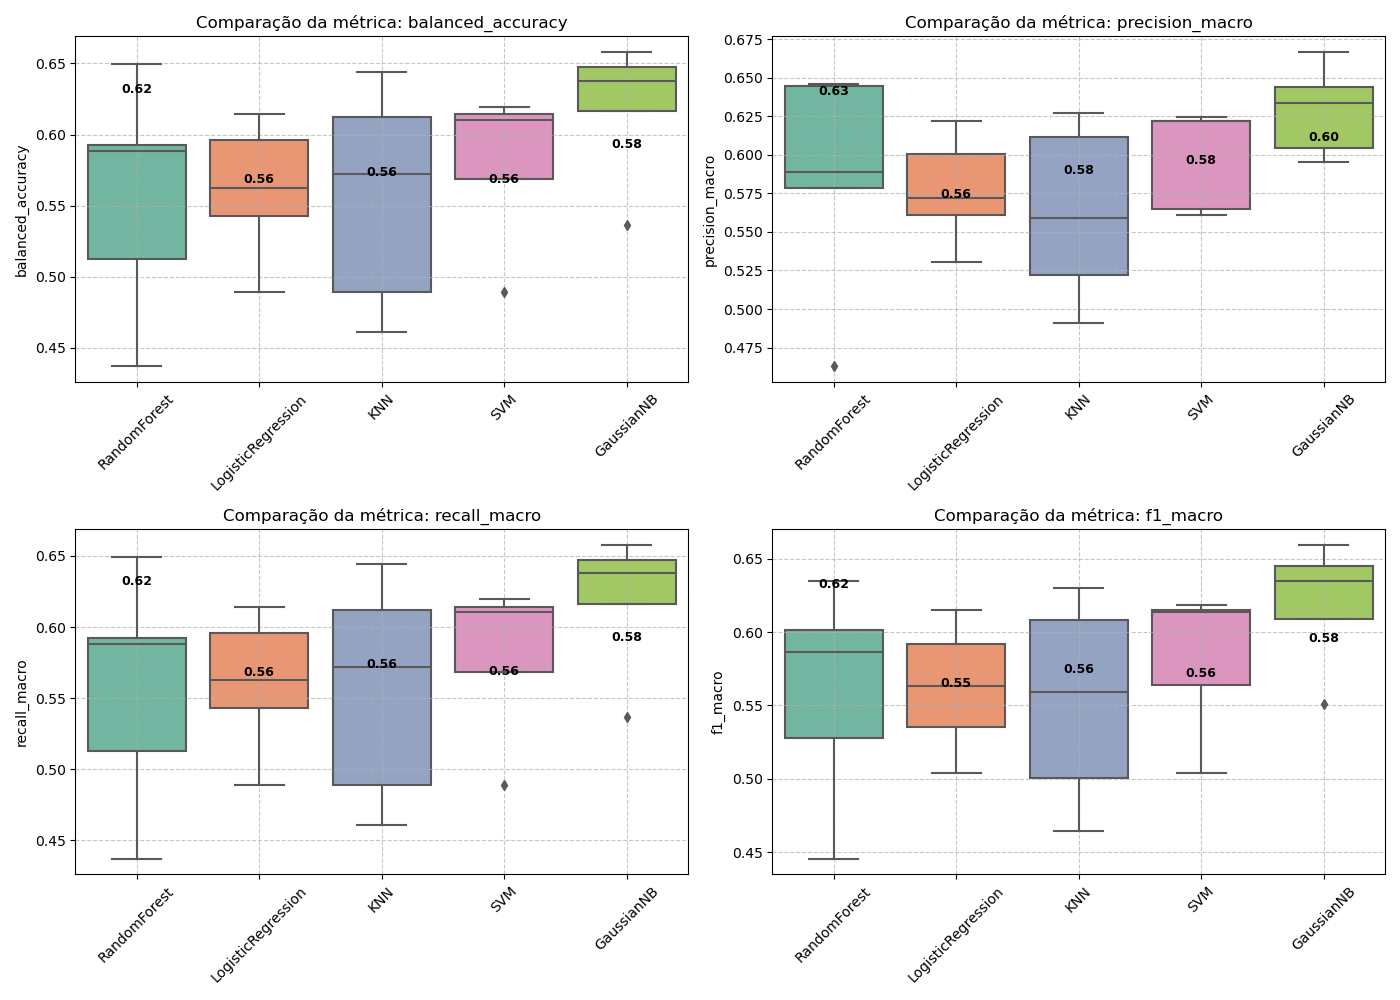 Comparação da métrica: balanced_accuracy
balanced_accuracy
0.65
0.60
0.55
0.50
0.45
0.62
0.56
0.56
0.56
0.58
RandomForest
LogisticRegression
KNN
SVM
GaussianNB
Comparação da métrica: precision_macro
precision_macro
0.675
0.650
0.625
0.600
0.575
0.550
0.525
0.500
0.475
0.63
0.56
0.58
0.58
0.60
RandomForest
LogisticRegression
KNN
SVM
GaussianNB
Comparação da métrica: recall_macro
recall_macro
0.65
0.60
0.55
0.50
0.45
0.62
0.56
0.56
0.56
0.58
RandomForest
LogisticRegression
KNN
SVM
GaussianNB
Comparação da métrica: f1_macro
f1_macro
0.65
0.60
0.55
0.50
0.45
0.62
0.55
0.56
0.56
0.58
RandomForest
LogisticRegression
KNN
SVM
GaussianNB